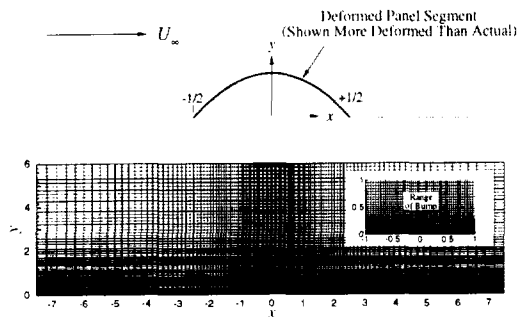 Deformed Panel Segment
(Shown More Deformed Than Actual)
U∞
y
-1/2
+1/2
x
6
4
2
0
y
-7 -6 -5 -4 -3 -2 -1 0 1 2 3 4 5 6 7
x
1
0.5
0
Range
of Bump
-1 -0.5 0 0.5 1